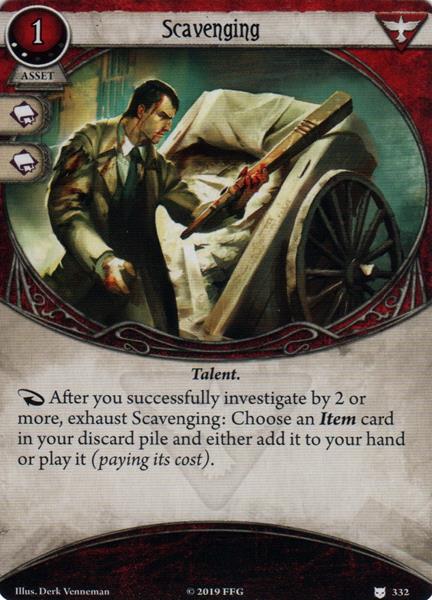 1
Scavenging
ASSET
Talent.
After you successfully investigate by 2 or
more, exhaust Scavenging: Choose an Item card
in your discard pile and either add it to your hand
or play it (paying its cost).
Illus. Derk Venneman
© 2019 FFG
332